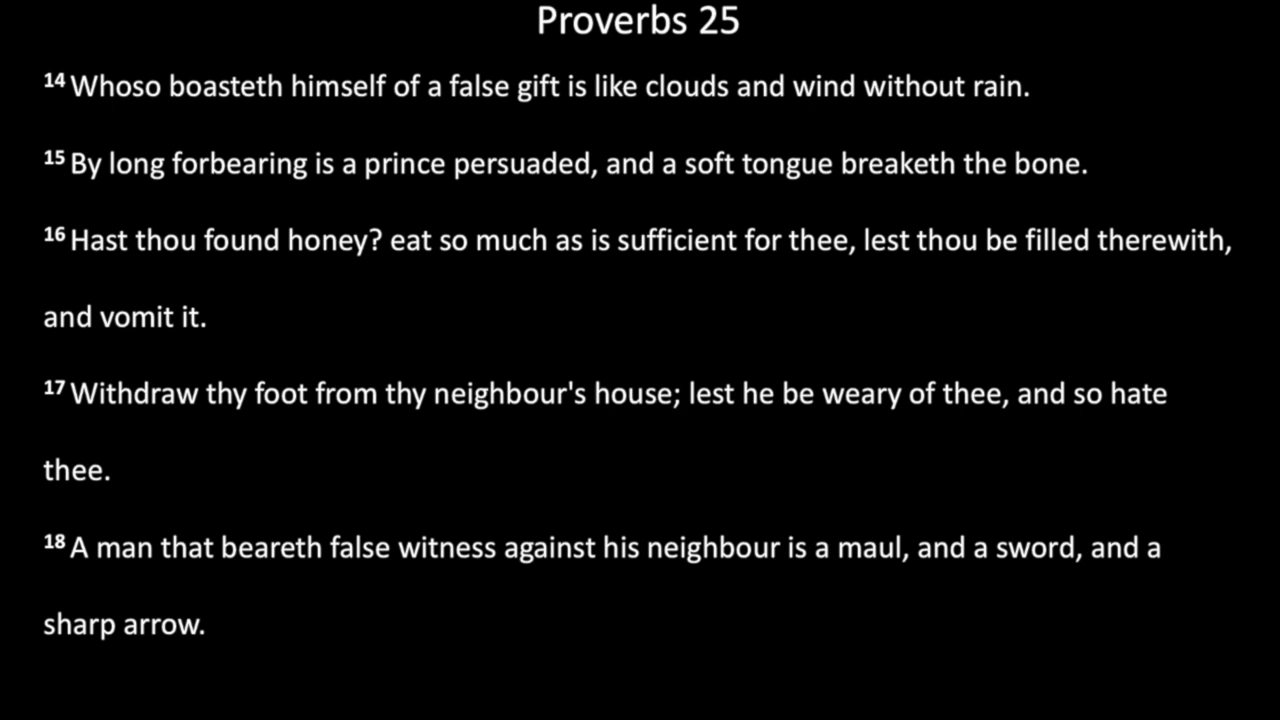 Proverbs 25
14 Whoso boasteth himself of a false gift is like clouds and wind without rain.
15 By long forbearing is a prince persuaded, and a soft tongue breaketh the bone.
16 Hast thou found honey? eat so much as is sufficient for thee, lest thou be filled therewith,
and vomit it.
17 Withdraw thy foot from thy neighbour's house; lest he be weary of thee, and so hate
thee.
18 A man that beareth false witness against his neighbour is a maul, and a sword, and a
sharp arrow.